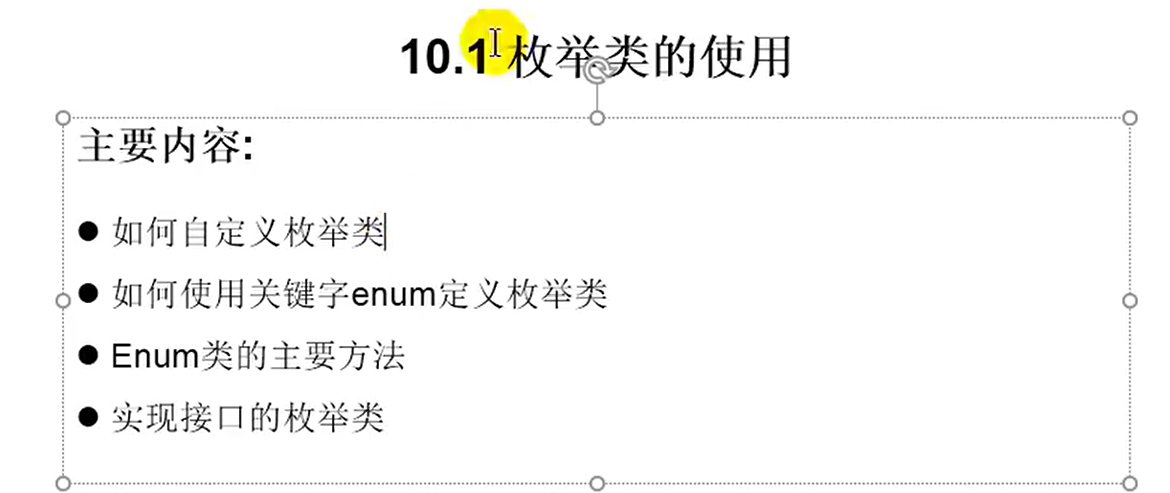 10.1 枚举类的使用
主要内容:
● 如何自定义枚举类
● 如何使用关键字enum定义枚举类
● Enum类的主要方法
● 实现接口的枚举类